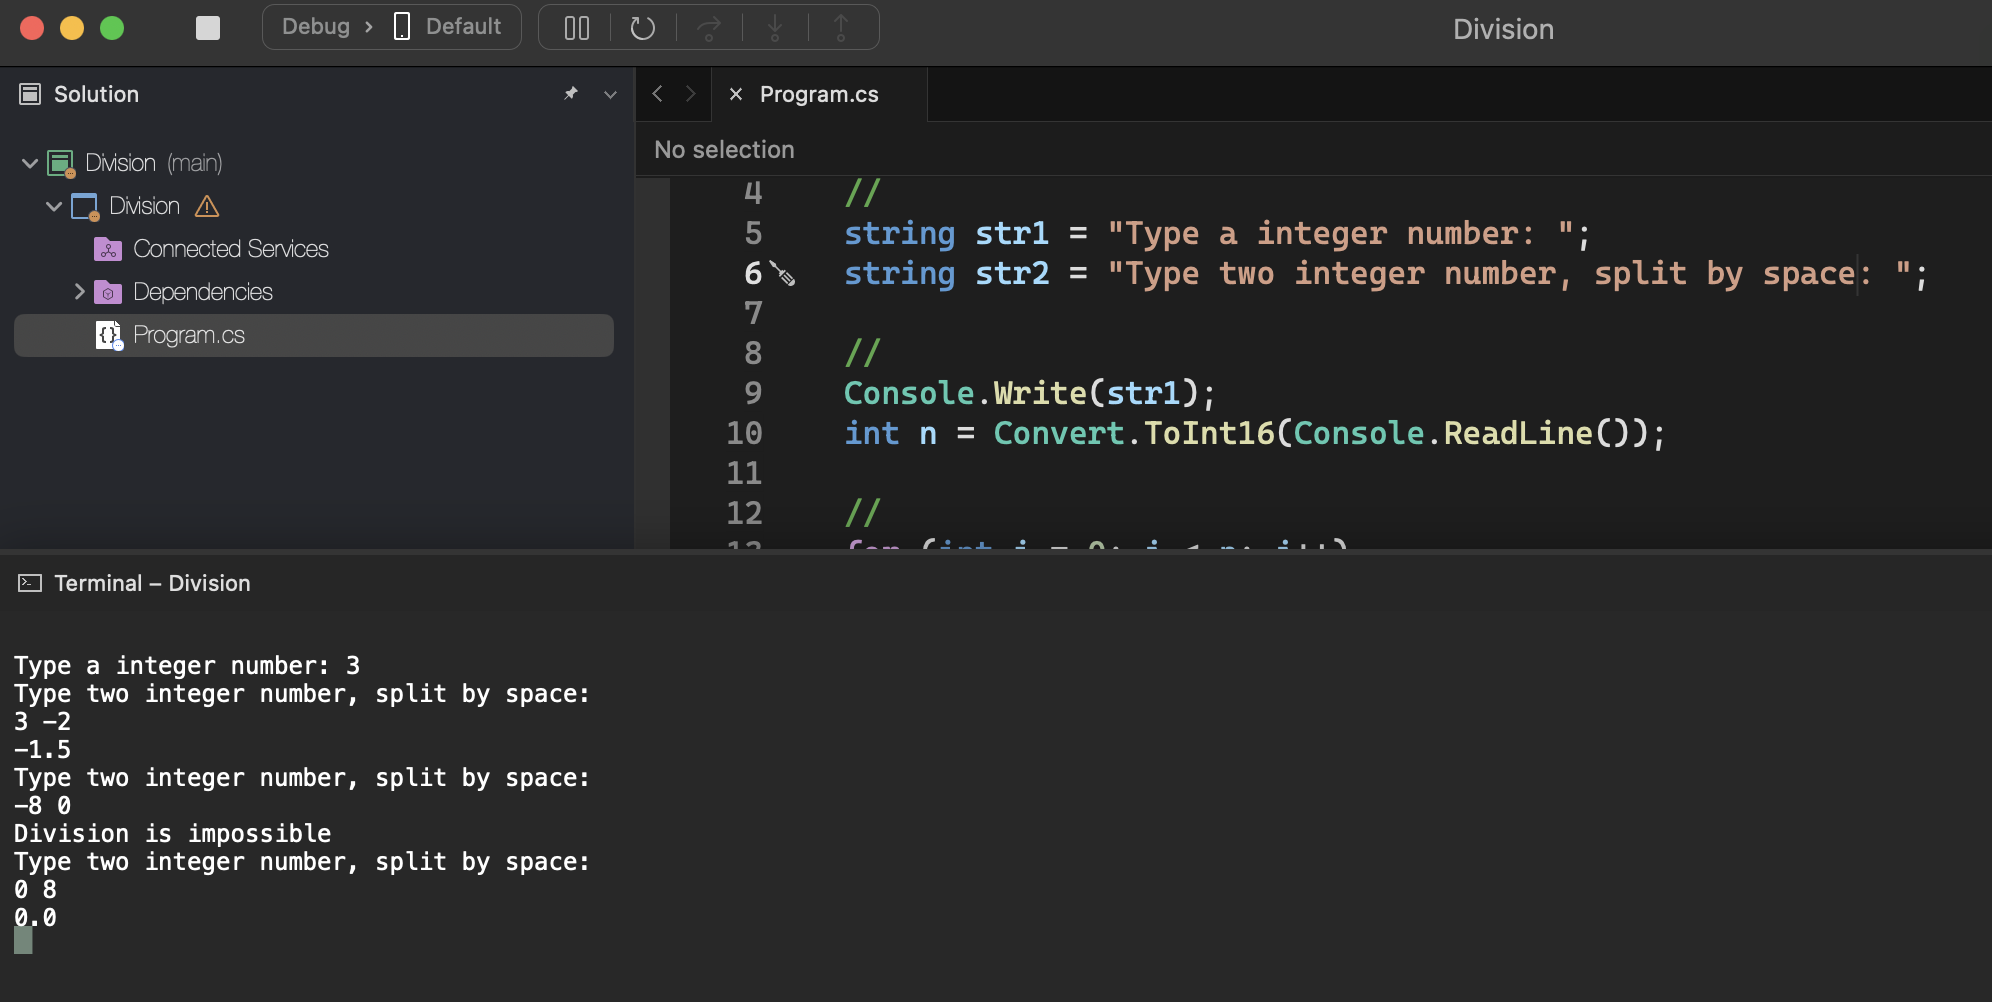 Debug > Default
Division
Solution
Program.cs
No selection
Division (main)
Division
Connected Services
Dependencies
Program.cs
4 //
5 string str1 = "Type a integer number: ";
6 string str2 = "Type two integer number, split by space: ";
7
8 //
9 Console.Write(str1);
10 int n = Convert.ToInt16(Console.ReadLine());
11
12 //
13 for (int i = 0; i < n; i++)
Terminal – Division
Type a integer number: 3
Type two integer number, split by space:
3 -2
-1.5
Type two integer number, split by space:
-8 0
Division is impossible
Type two integer number, split by space:
0 8
0.0